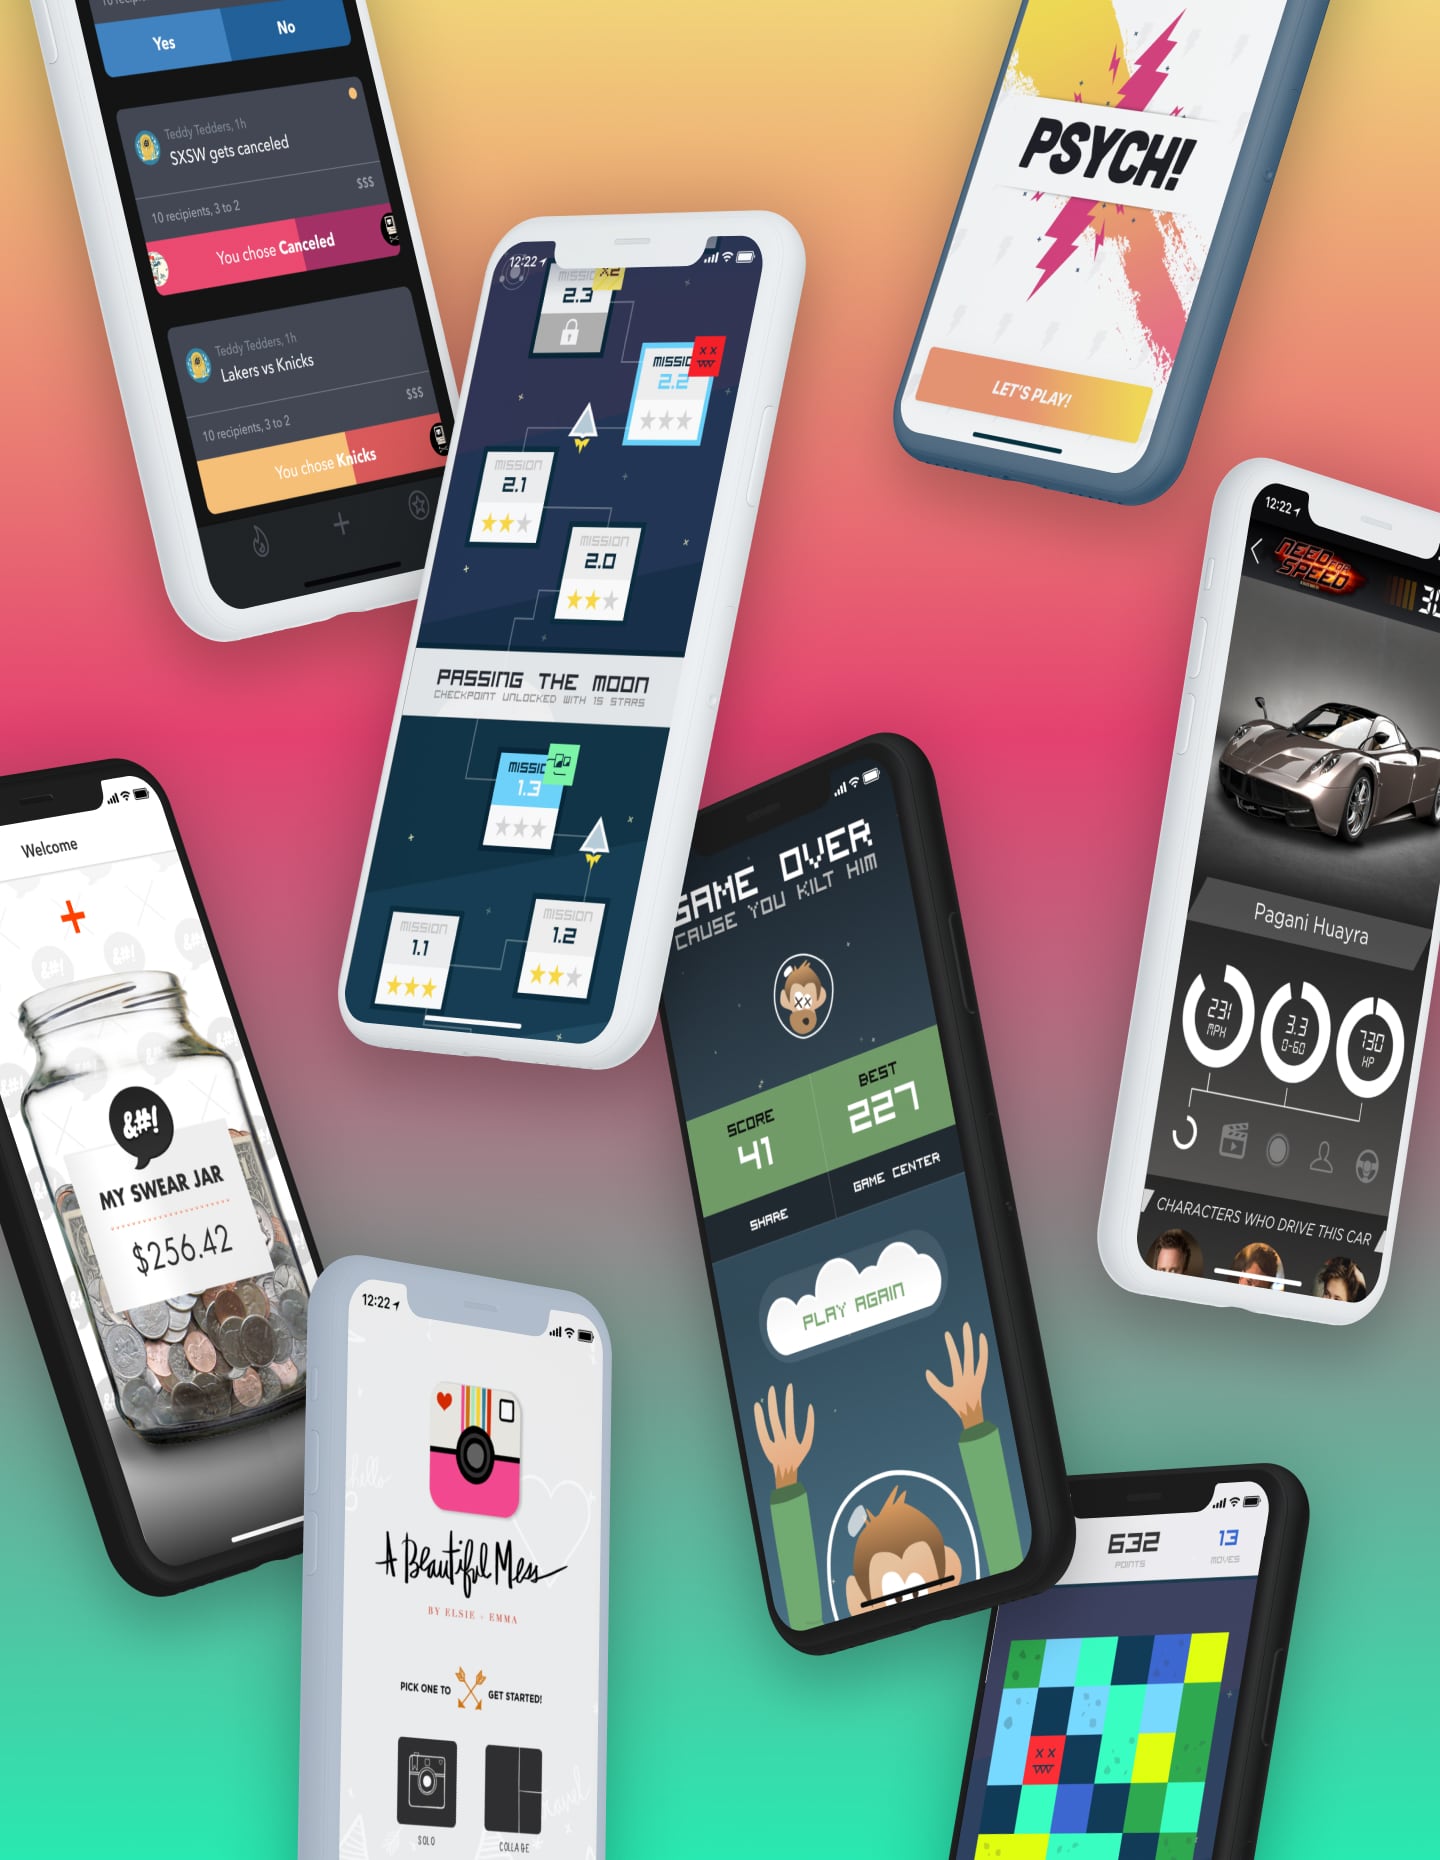 Yes
No
Teddy Tedders, 1h
SXSW gets canceled
$$$
10 recipients, 3 to 2
You chose Canceled
Teddy Tedders, 1h
Lakers vs Knicks
$$$
10 recipients, 3 to 2
You chose Knicks
PSYCH!
LET'S PLAY!
12:22
MISSION
x2
2.3
MISSIO
2.2
MISSION
2.1
MISSION
2.0
PASSING THE MOON
CHECKPOINT UNLOCKED WITH 15 STARS
MISSIO
1.3
MISSION
1.1
MISSION
1.2
12:22
NEED FOR
SPEED
30
Pagani Huayra
231
MPH
3.3
0-60
730
HP
CHARACTERS WHO DRIVE THIS CAR
Welcome
+
&#!
&#!
&#!
&#!
MY SWEAR JAR
$256.42
GAME OVER
CAUSE YOU KILT HIM
SCORE
41
BEST
227
SHARE
GAME CENTER
PLAY AGAIN
12:22
hello
A Beautiful Mess
BY ELSIE + EMMA
PICK ONE TO
GET STARTED!
SOLO
COLLAGE
travel
632
POINTS
13
MOVES